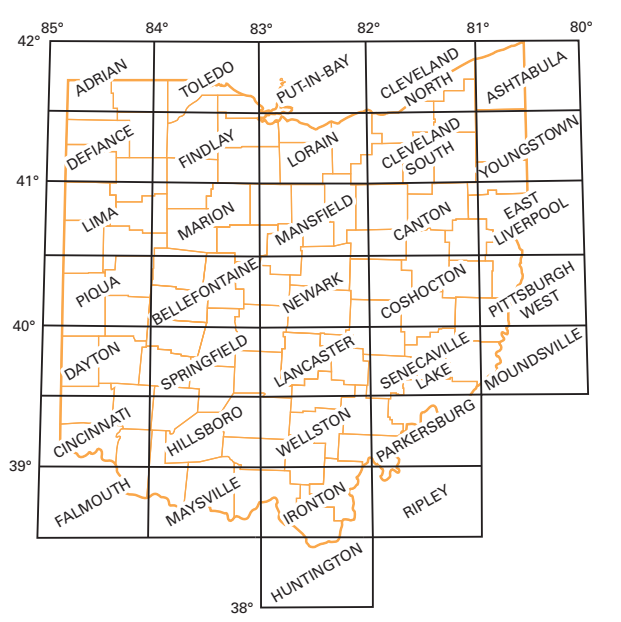 85° 84° 83° 82° 81° 80°
42°
ADRIAN TOLEDO PUT-IN-BAY CLEVELAND
NORTH ASHTABULA
DEFIANCE FINDLAY LORAIN CLEVELAND
SOUTH YOUNGSTOWN
41°
LIMA MARION MANSFIELD CANTON EAST
LIVERPOOL
PIQUA BELLEFONTAINE NEWARK COSHOCTON PITTSBURGH
WEST
40°
DAYTON SPRINGFIELD LANCASTER SENECAVILLE
LAKE MOUNDSVILLE
CINCINNATI HILLSBORO WELLSTON PARKERSBURG
39°
FALMOUTH MAYSVILLE IRONTON RIPLEY
HUNTINGTON
38°